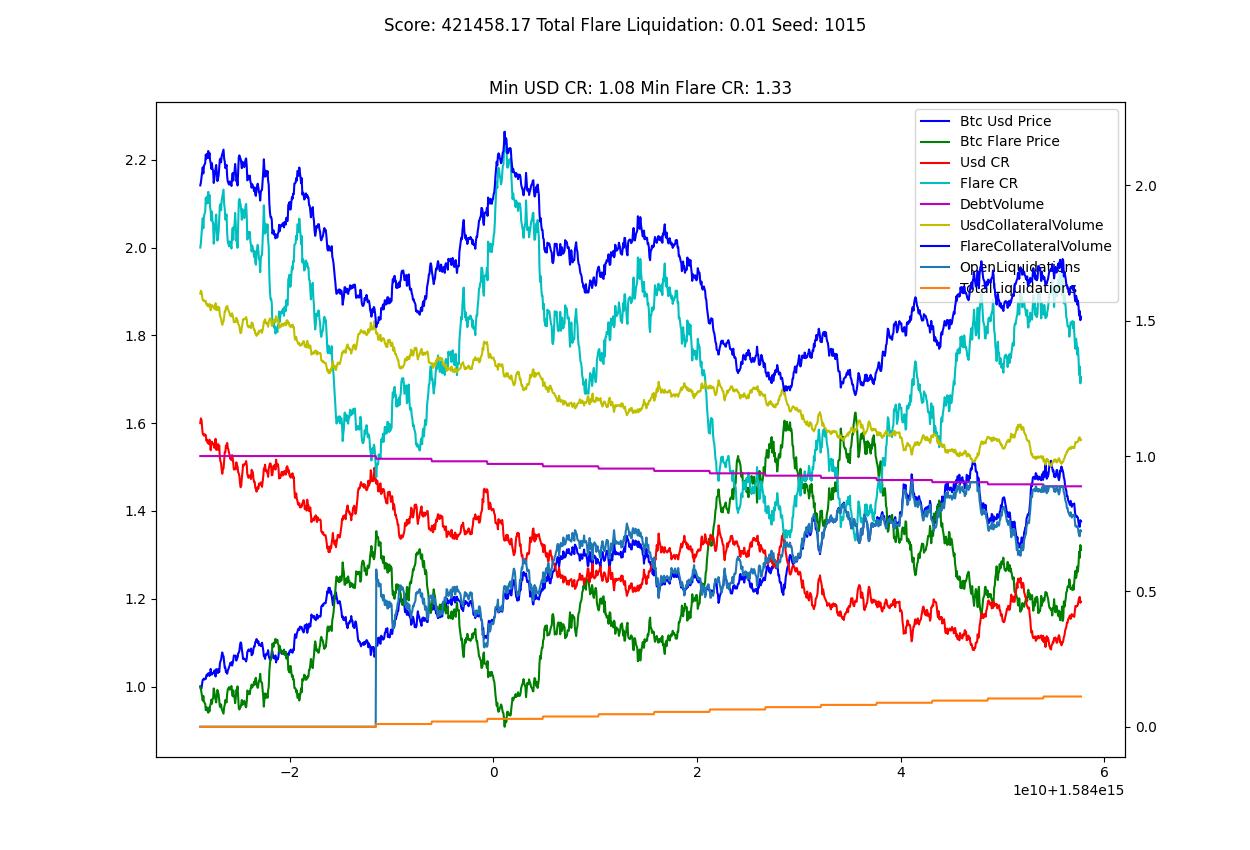 Score: 421458.17 Total Flare Liquidation: 0.01 Seed: 1015
Min USD CR: 1.08 Min Flare CR: 1.33
Btc Usd Price
Btc Flare Price
Usd CR
Flare CR
DebtVolume
UsdCollateralVolume
FlareCollateralVolume
OpenLiquidations
TotalLiquidations
2.2
2.0
1.8
1.6
1.4
1.2
1.0
2.0
1.5
1.0
0.5
0.0
−2
0
2
4
6
1e10+1.584e15